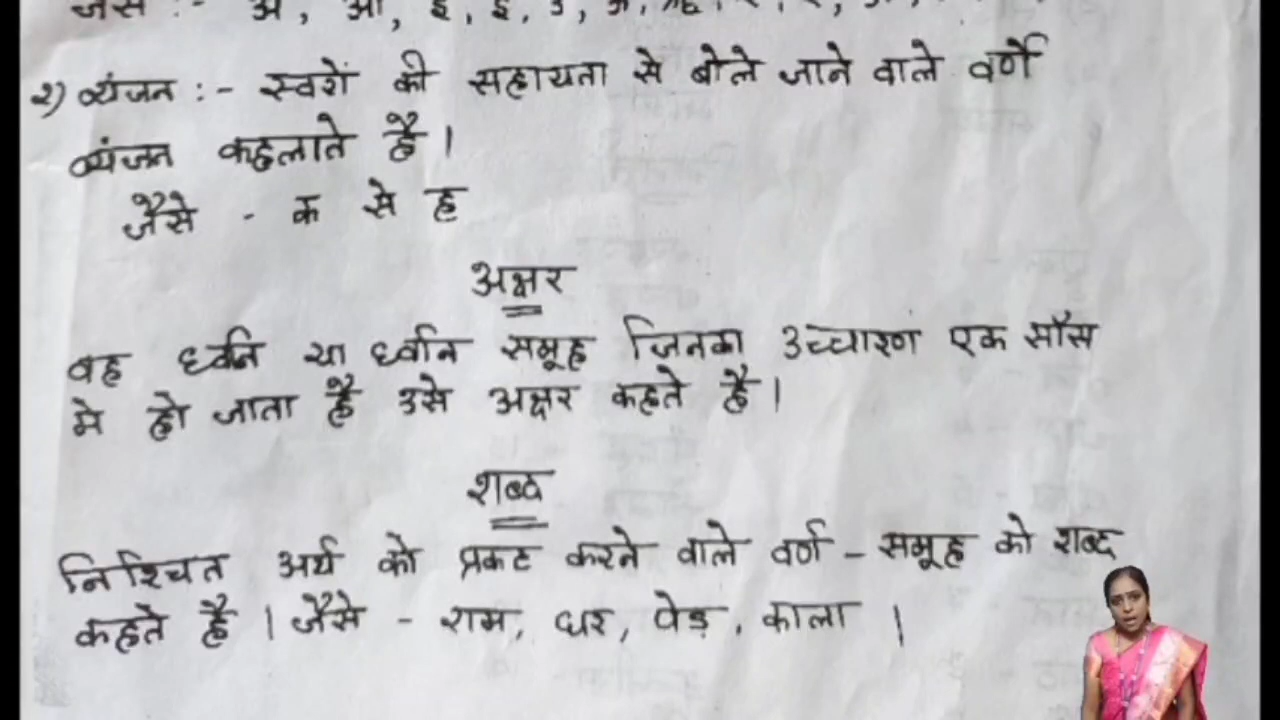 जैसे :- अ, आ, इ, ई, उ, ऊ, ऋ,
२) व्यंजन :- स्वरों की सहायता से बोले जाने वाले वर्ण
व्यंजन कहलाते है।
जैसे - क से ह
अक्षर
वह ध्वनि या ध्वनि समूह जिनका उच्चारण एक साँस
मे हो जाता है उसे अक्षर कहते है।
शब्द
निश्चित अर्थ को प्रकट करने वाले वर्ण - समूह को शब्द
कहते है । जैसे - राम, घर, पेड़, काला ।